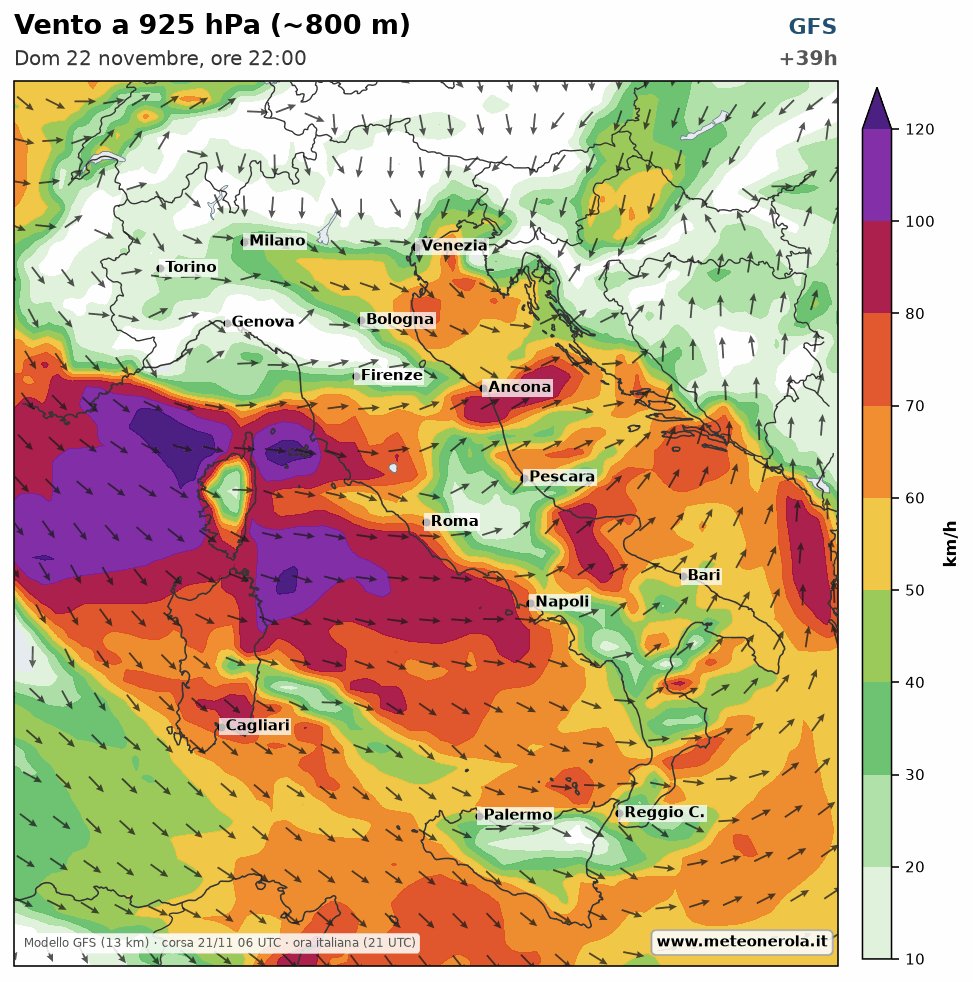 Vento a 925 hPa (~800 m)
GFS
Dom 22 novembre, ore 22:00
+39h
120
100
80
70
60
50
40
30
20
10
km/h
Milano
Venezia
Torino
Genova
Bologna
Firenze
Ancona
Pescara
Roma
Bari
Napoli
Cagliari
Palermo
Reggio C.
Modello GFS (13 km) · corsa 21/11 06 UTC · ora italiana (21 UTC)
www.meteonerola.it